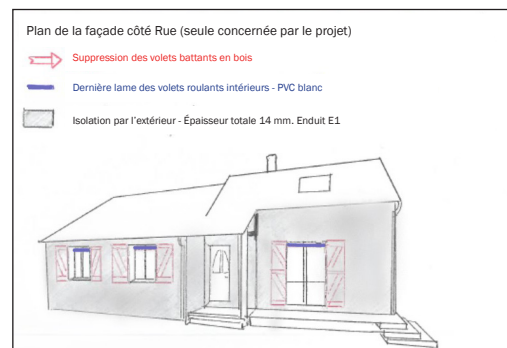 Plan de la façade côté Rue (seule concernée par le projet)
Suppression des volets battants en bois
Dernière lame des volets roulants intérieurs - PVC blanc
Isolation par l'extérieur - Épaisseur totale 14 mm. Enduit E1